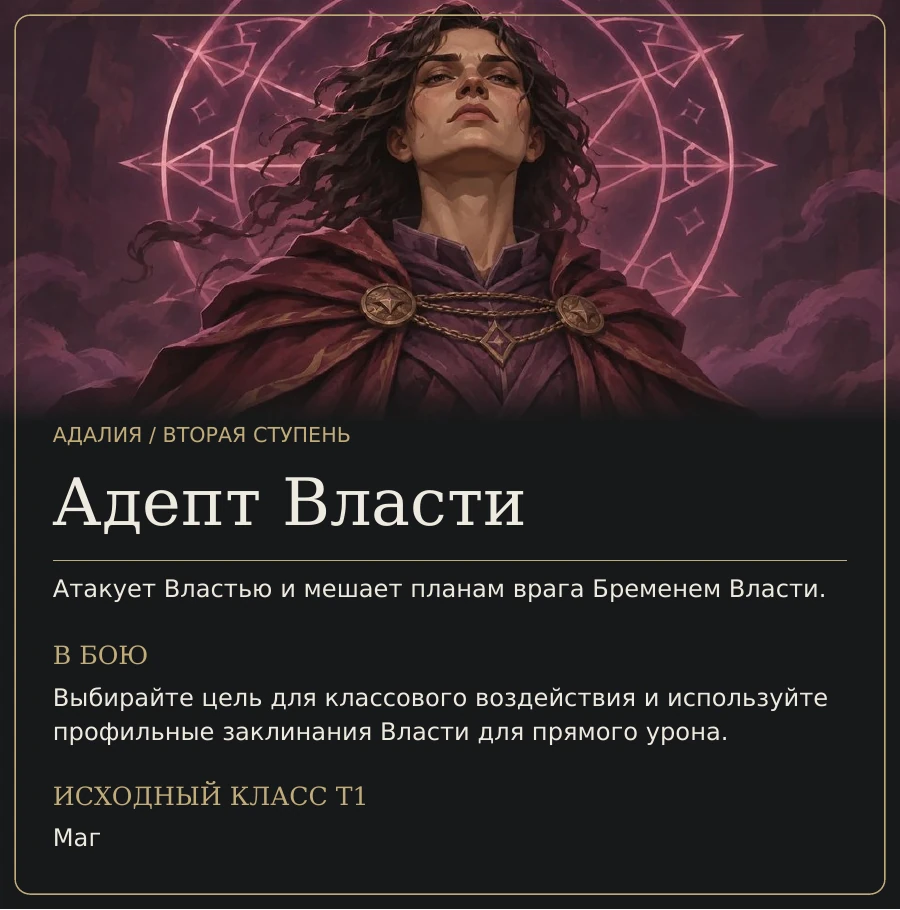 АДАЛИЯ / ВТОРАЯ СТУПЕНЬ
Адепт Власти
Атакует Властью и мешает планам врага Бременем Власти.
В БОЮ
Выбирайте цель для классового воздействия и используйте
профильные заклинания Власти для прямого урона.
ИСХОДНЫЙ КЛАСС Т1
Маг